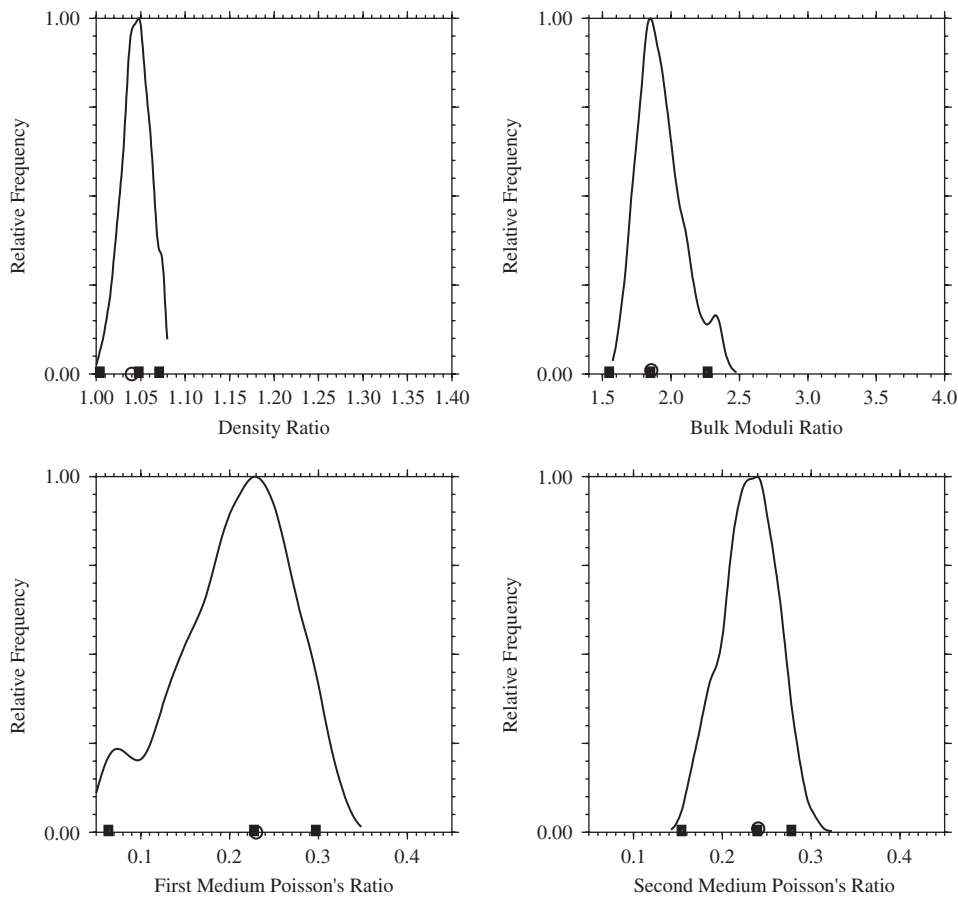 1.00
Relative Frequency
0.00
1.00 1.05 1.10 1.15 1.20 1.25 1.30 1.35 1.40
Density Ratio
1.00
Relative Frequency
0.00
1.5 2.0 2.5 3.0 3.5 4.0
Bulk Moduli Ratio
1.00
Relative Frequency
0.00
0.1 0.2 0.3 0.4
First Medium Poisson's Ratio
1.00
Relative Frequency
0.00
0.1 0.2 0.3 0.4
Second Medium Poisson's Ratio